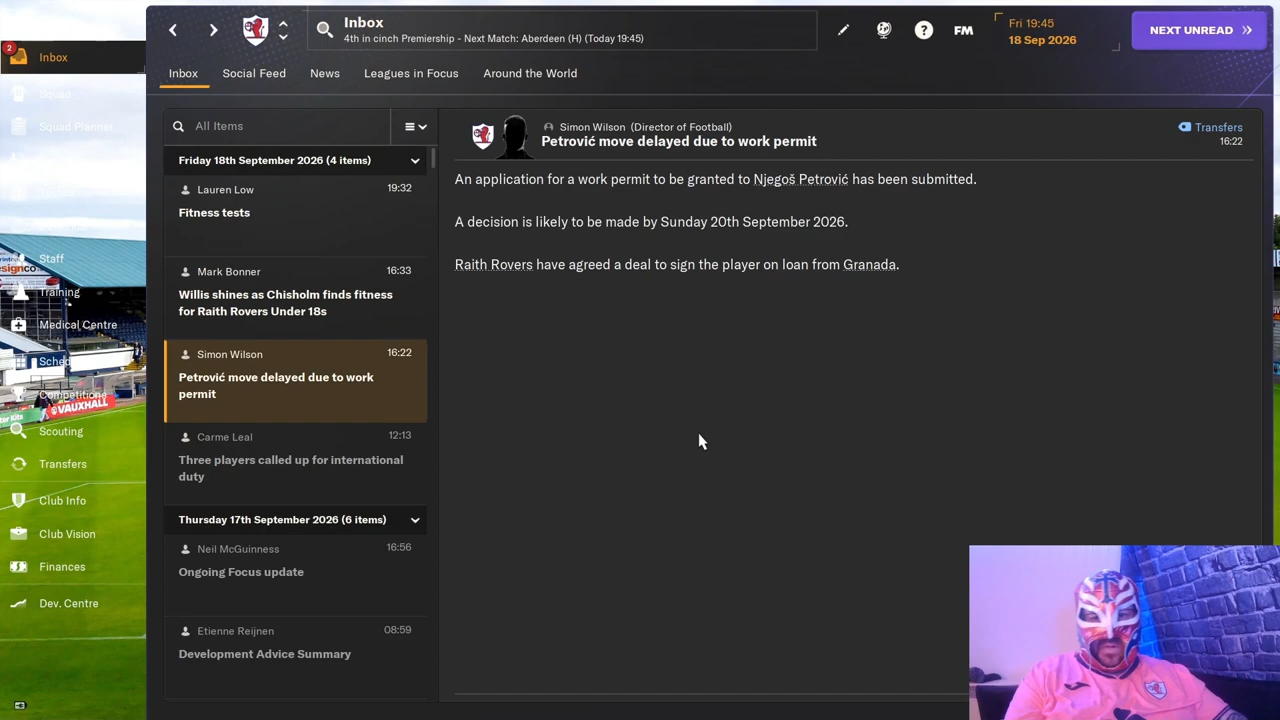 Inbox
4th in cinch Premiership - Next Match: Aberdeen (H) (Today 19:45)
FM
Fri 19:45
18 Sep 2026
NEXT UNREAD
2
Inbox
Squad
Squad Planner
Staff
Training
Medical Centre
Sched
Competitions
Scouting
Transfers
Club Info
Club Vision
Finances
Dev. Centre
VAUXHALL
Inbox Social Feed News Leagues in Focus Around the World
All Items
Friday 18th September 2026 (4 items)
Lauren Low 19:32
Fitness tests
Mark Bonner 16:33
Willis shines as Chisholm finds fitness
for Raith Rovers Under 18s
Simon Wilson 16:22
Petrović move delayed due to work
permit
Carme Leal 12:13
Three players called up for international
duty
Thursday 17th September 2026 (6 items)
Neil McGuinness 16:56
Ongoing Focus update
Etienne Reijnen 08:59
Development Advice Summary
Simon Wilson (Director of Football)
Petrović move delayed due to work permit
Transfers
16:22
An application for a work permit to be granted to Njegoš Petrović has been submitted.
A decision is likely to be made by Sunday 20th September 2026.
Raith Rovers have agreed a deal to sign the player on loan from Granada.